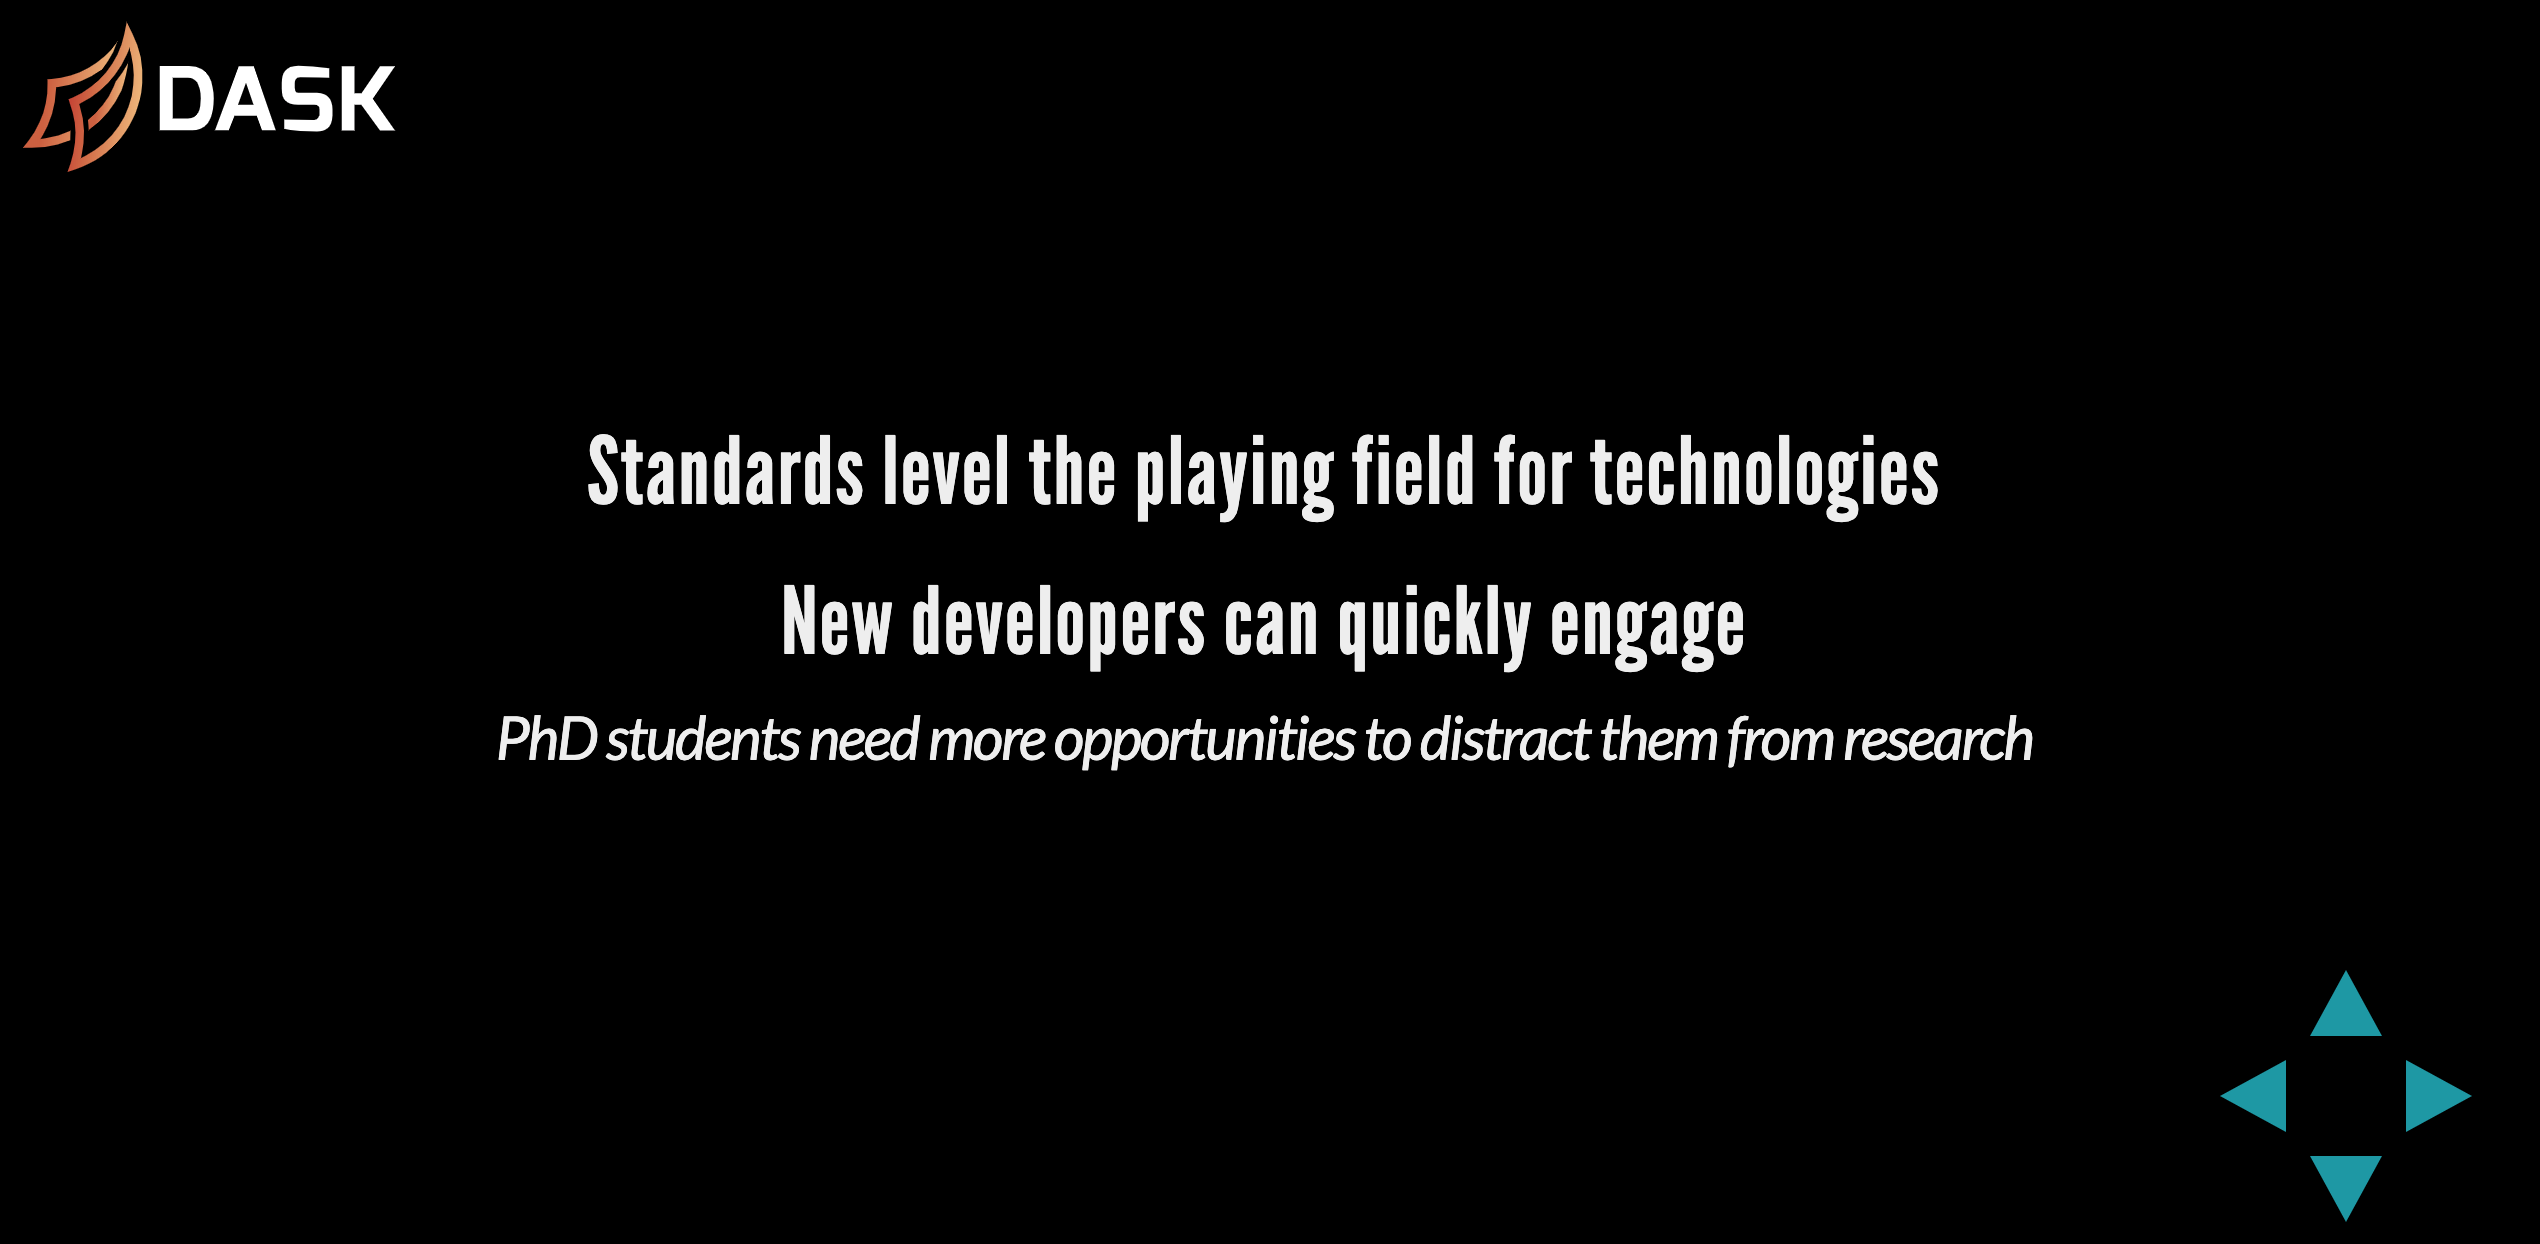 DASK
Standards level the playing field for technologies
New developers can quickly engage
PhD students need more opportunities to distract them from research